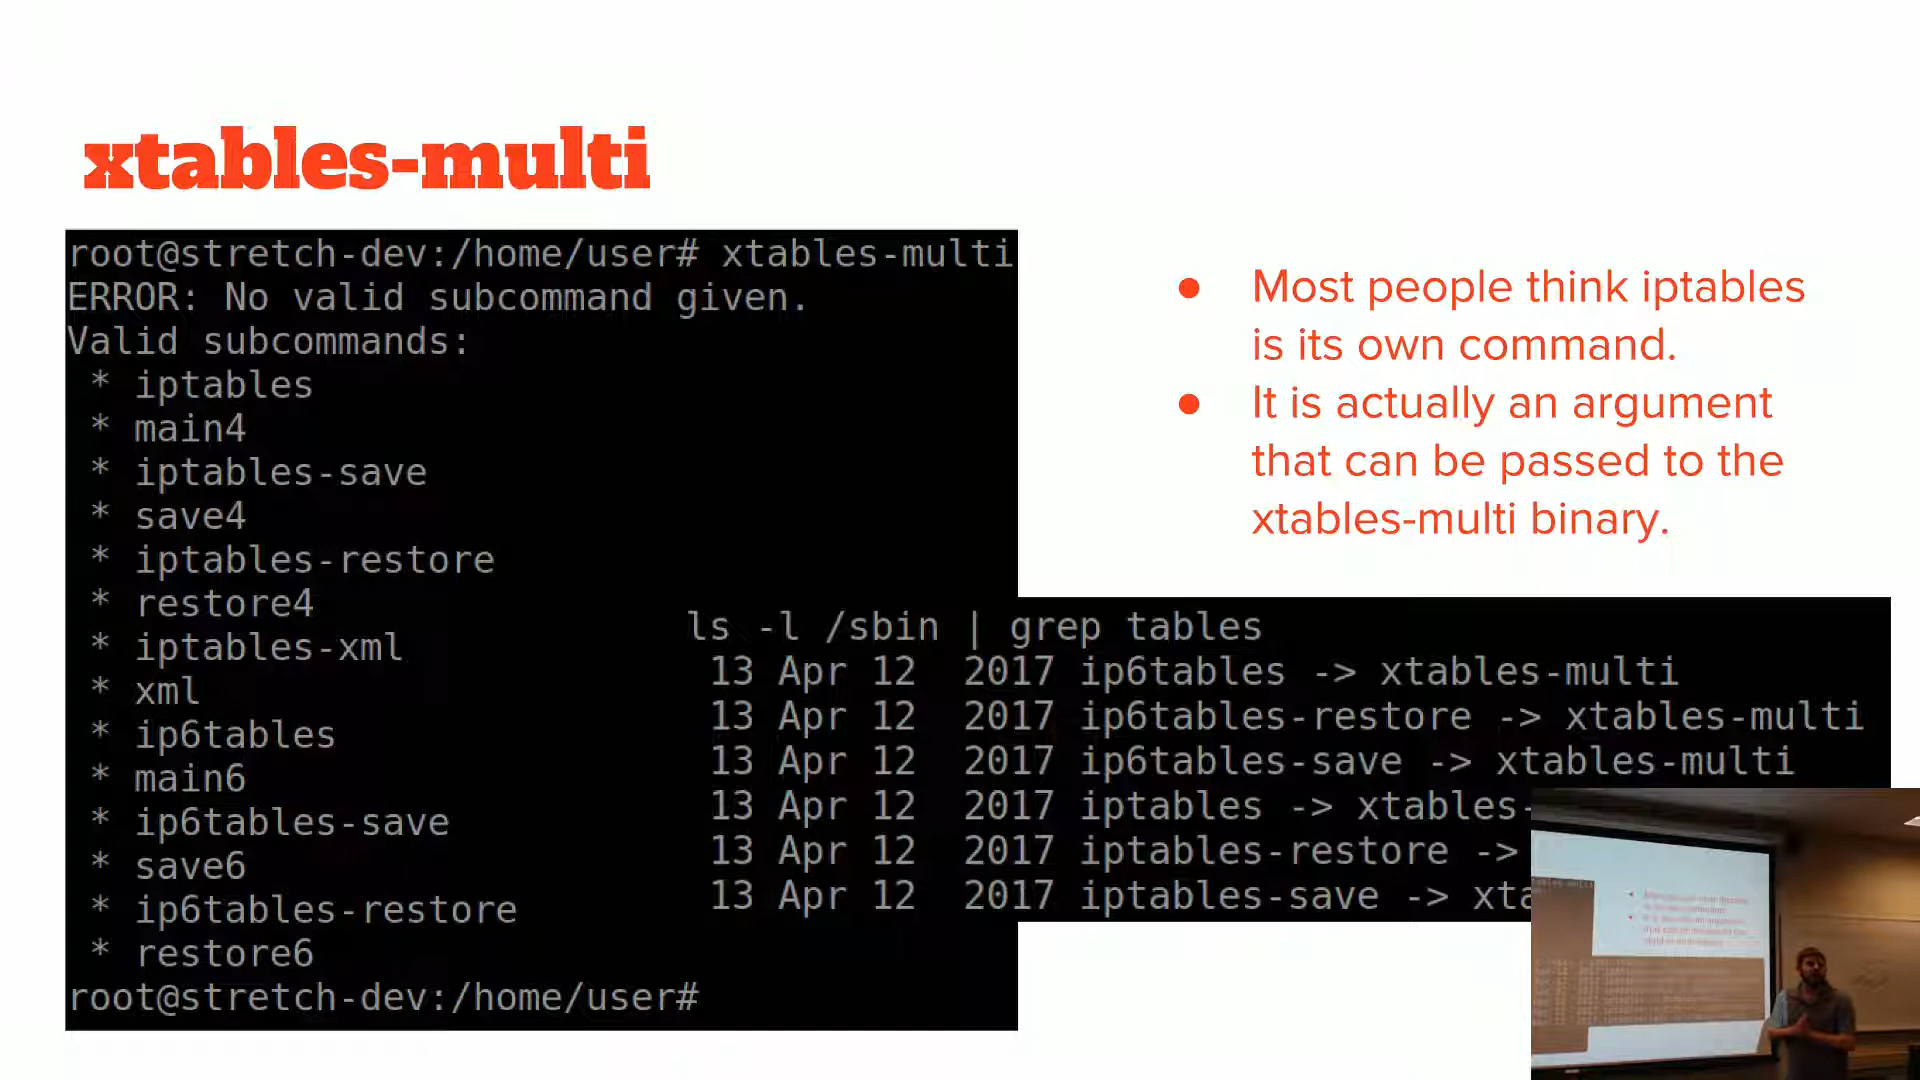 xtables-multi
root@stretch-dev:/home/user# xtables-multi
ERROR: No valid subcommand given.
Valid subcommands:
* iptables
* main4
* iptables-save
* save4
* iptables-restore
* restore4
* iptables-xml
* xml
* ip6tables
* main6
* ip6tables-save
* save6
* ip6tables-restore
* restore6
root@stretch-dev:/home/user#
● Most people think iptables
is its own command.
● It is actually an argument
that can be passed to the
xtables-multi binary.
ls -l /sbin | grep tables
13 Apr 12 2017 ip6tables -> xtables-multi
13 Apr 12 2017 ip6tables-restore -> xtables-multi
13 Apr 12 2017 ip6tables-save -> xtables-multi
13 Apr 12 2017 iptables -> xtables-
13 Apr 12 2017 iptables-restore ->
13 Apr 12 2017 iptables-save -> xta